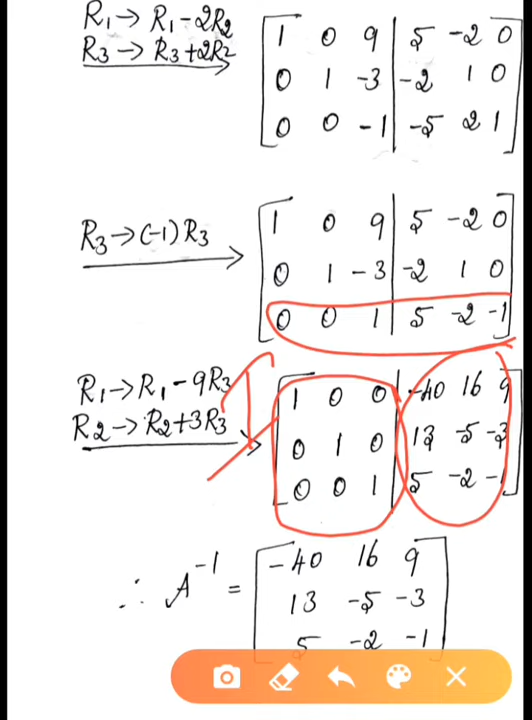 R₁→ R₁-2R₂
R₃→ R₃+2R₂
1 0 9 | 5 -2 0
0 1 -3 | -2 1 0
0 0 -1 | -5 2 1
R₃→(-1)R₃
1 0 9 | 5 -2 0
0 1 -3 | -2 1 0
0 0 1 | 5 -2 -1
R₁→R₁-9R₃
R₂→R₂+3R₃
1 0 0 | -40 16 9
0 1 0 | 13 -5 -3
0 0 1 | 5 -2 -1
∴ A⁻¹ =
-40 16 9
13 -5 -3
5 -2 -1